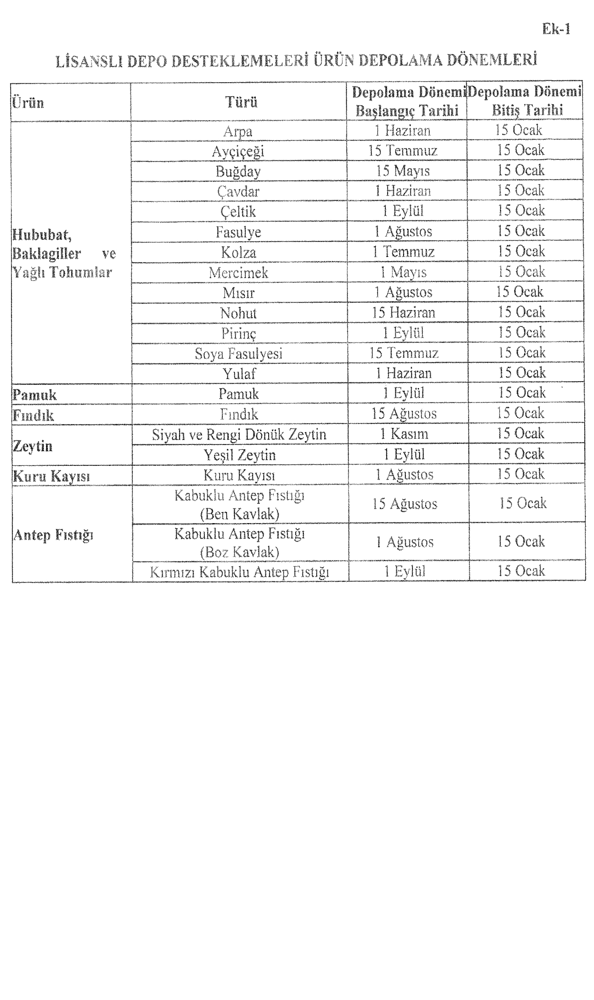 Ek-1
LİSANSLI DEPO DESTEKLEMELERİ ÜRÜN DEPOLAMA DÖNEMLERİ
Ürün Türü Depolama Dönemi Başlangıç Tarihi Depolama Dönemi Bitiş Tarihi
Hububat,
Baklagiller ve
Yağlı Tohumlar
Arpa 1 Haziran 15 Ocak
Ayçiçeği 15 Temmuz 15 Ocak
Buğday 15 Mayıs 15 Ocak
Çavdar 1 Haziran 15 Ocak
Çeltik 1 Eylül 15 Ocak
Fasulye 1 Ağustos 15 Ocak
Kolza 1 Temmuz 15 Ocak
Mercimek 1 Mayıs 15 Ocak
Mısır 1 Ağustos 15 Ocak
Nohut 15 Haziran 15 Ocak
Pirinç 1 Eylül 15 Ocak
Soya Fasulyesi 15 Temmuz 15 Ocak
Yulaf 1 Haziran 15 Ocak
Pamuk Pamuk 1 Eylül 15 Ocak
Fındık Fındık 15 Ağustos 15 Ocak
Zeytin
Siyah ve Rengi Dönük Zeytin 1 Kasım 15 Ocak
Yeşil Zeytin 1 Eylül 15 Ocak
Kuru Kayısı Kuru Kayısı 1 Ağustos 15 Ocak
Antep Fıstığı
Kabuklu Antep Fıstığı
(Ben Kavlak) 15 Ağustos 15 Ocak
Kabuklu Antep Fıstığı
(Boz Kavlak) 1 Ağustos 15 Ocak
Kırmızı Kabuklu Antep Fıstığı 1 Eylül 15 Ocak